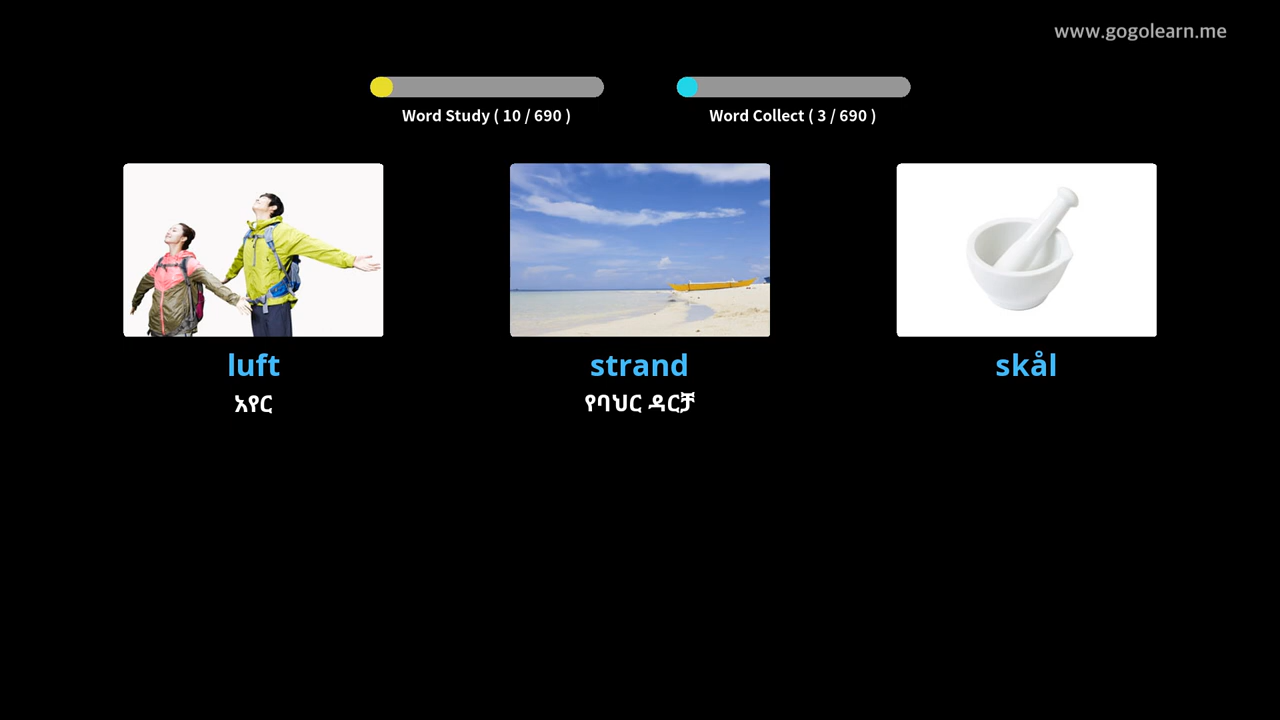 www.gogolearn.me
Word Study ( 10 / 690 )
Word Collect ( 3 / 690 )
luft
strand
skål
አየር
የባህር ዳርቻ